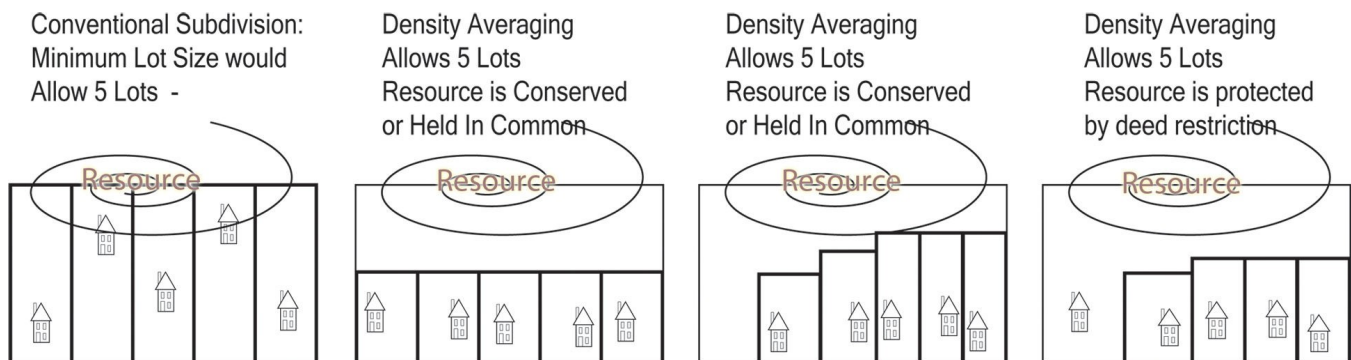 Conventional Subdivision:
Minimum Lot Size would
Allow 5 Lots  -
Resource
Density Averaging
Allows 5 Lots
Resource is Conserved
or Held In Common
Resource
Density Averaging
Allows 5 Lots
Resource is Conserved
or Held In Common
Resource
Density Averaging
Allows 5 Lots
Resource is protected
by deed restriction
Resource